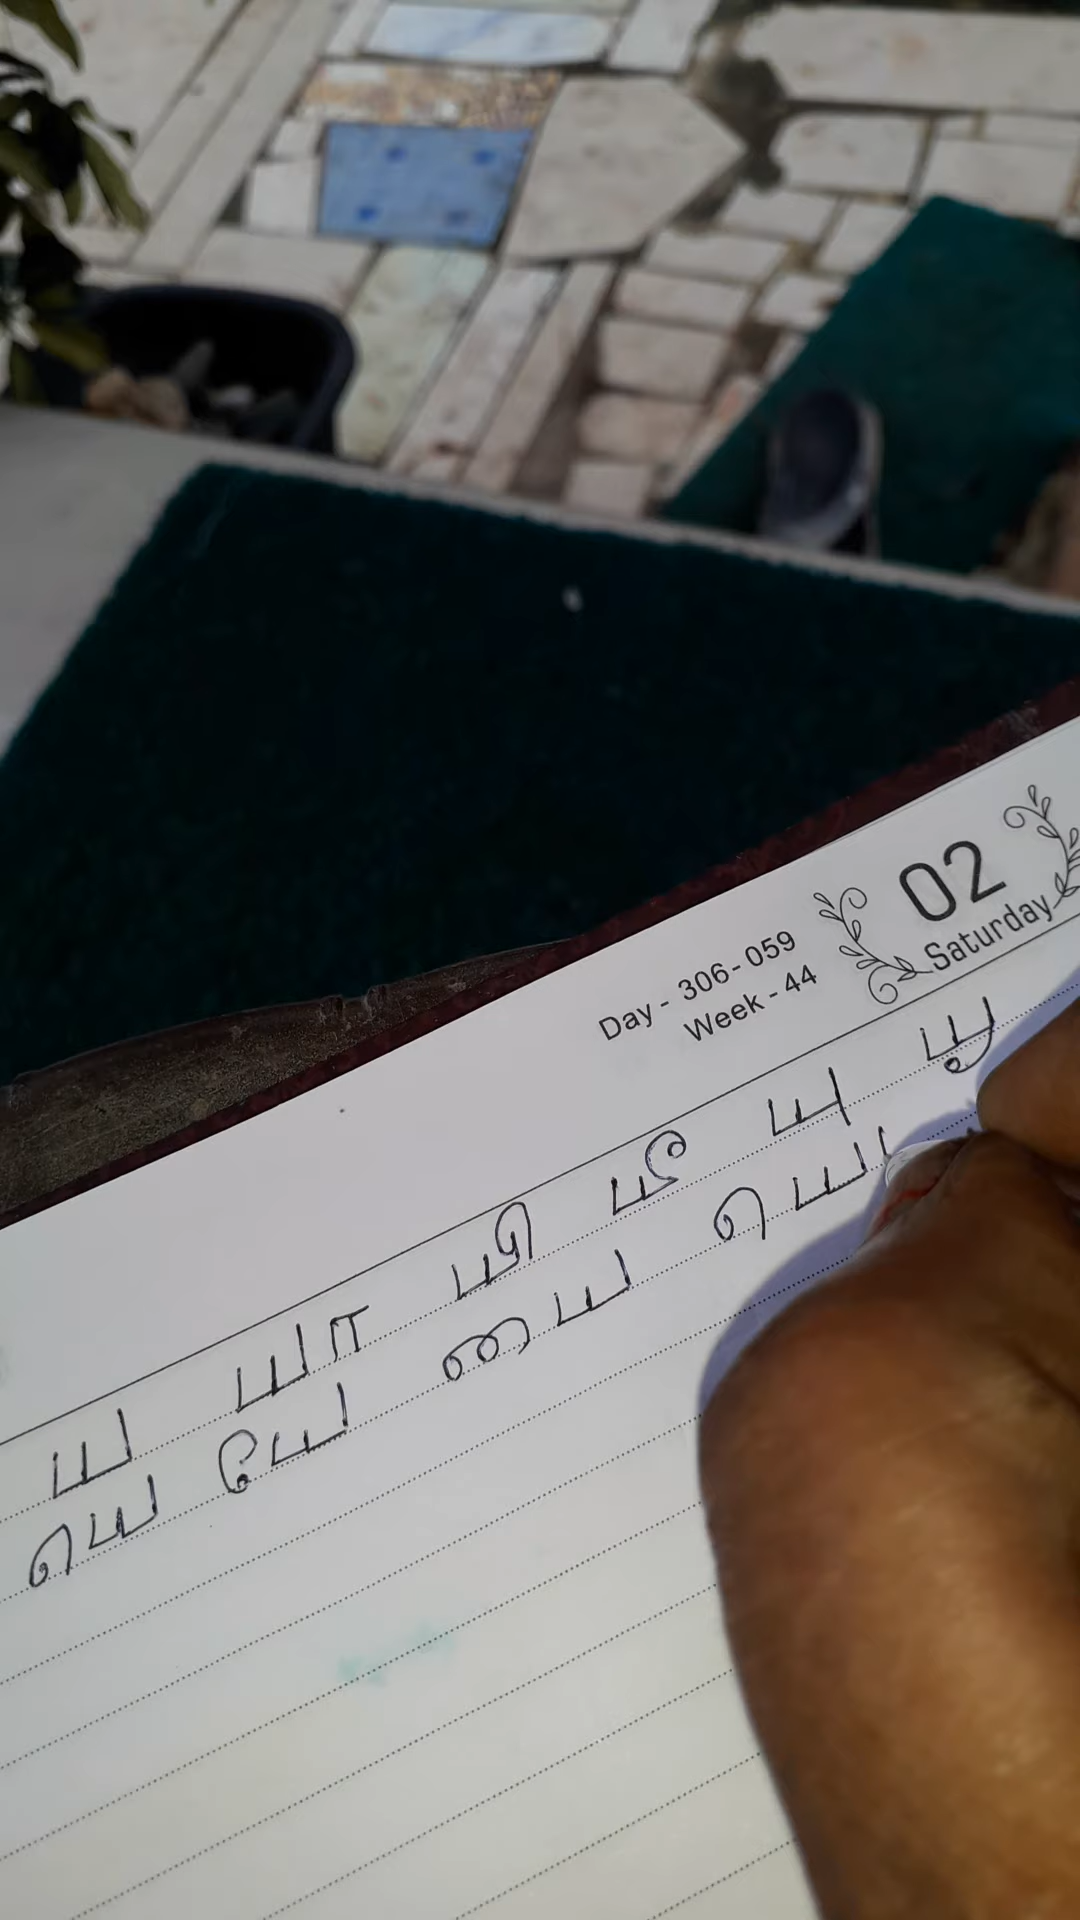 Day - 306 - 059
Week - 44
02
Saturday
ய யா யி யீ யு யூ
யெ யே யை யொ